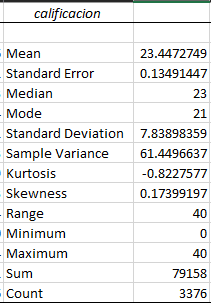 calificacion
Mean 23.4472749
Standard Error 0.13491447
Median 23
Mode 21
Standard Deviation 7.83898359
Sample Variance 61.4496637
Kurtosis -0.8227577
Skewness 0.17399197
Range 40
Minimum 0
Maximum 40
Sum 79158
Count 3376